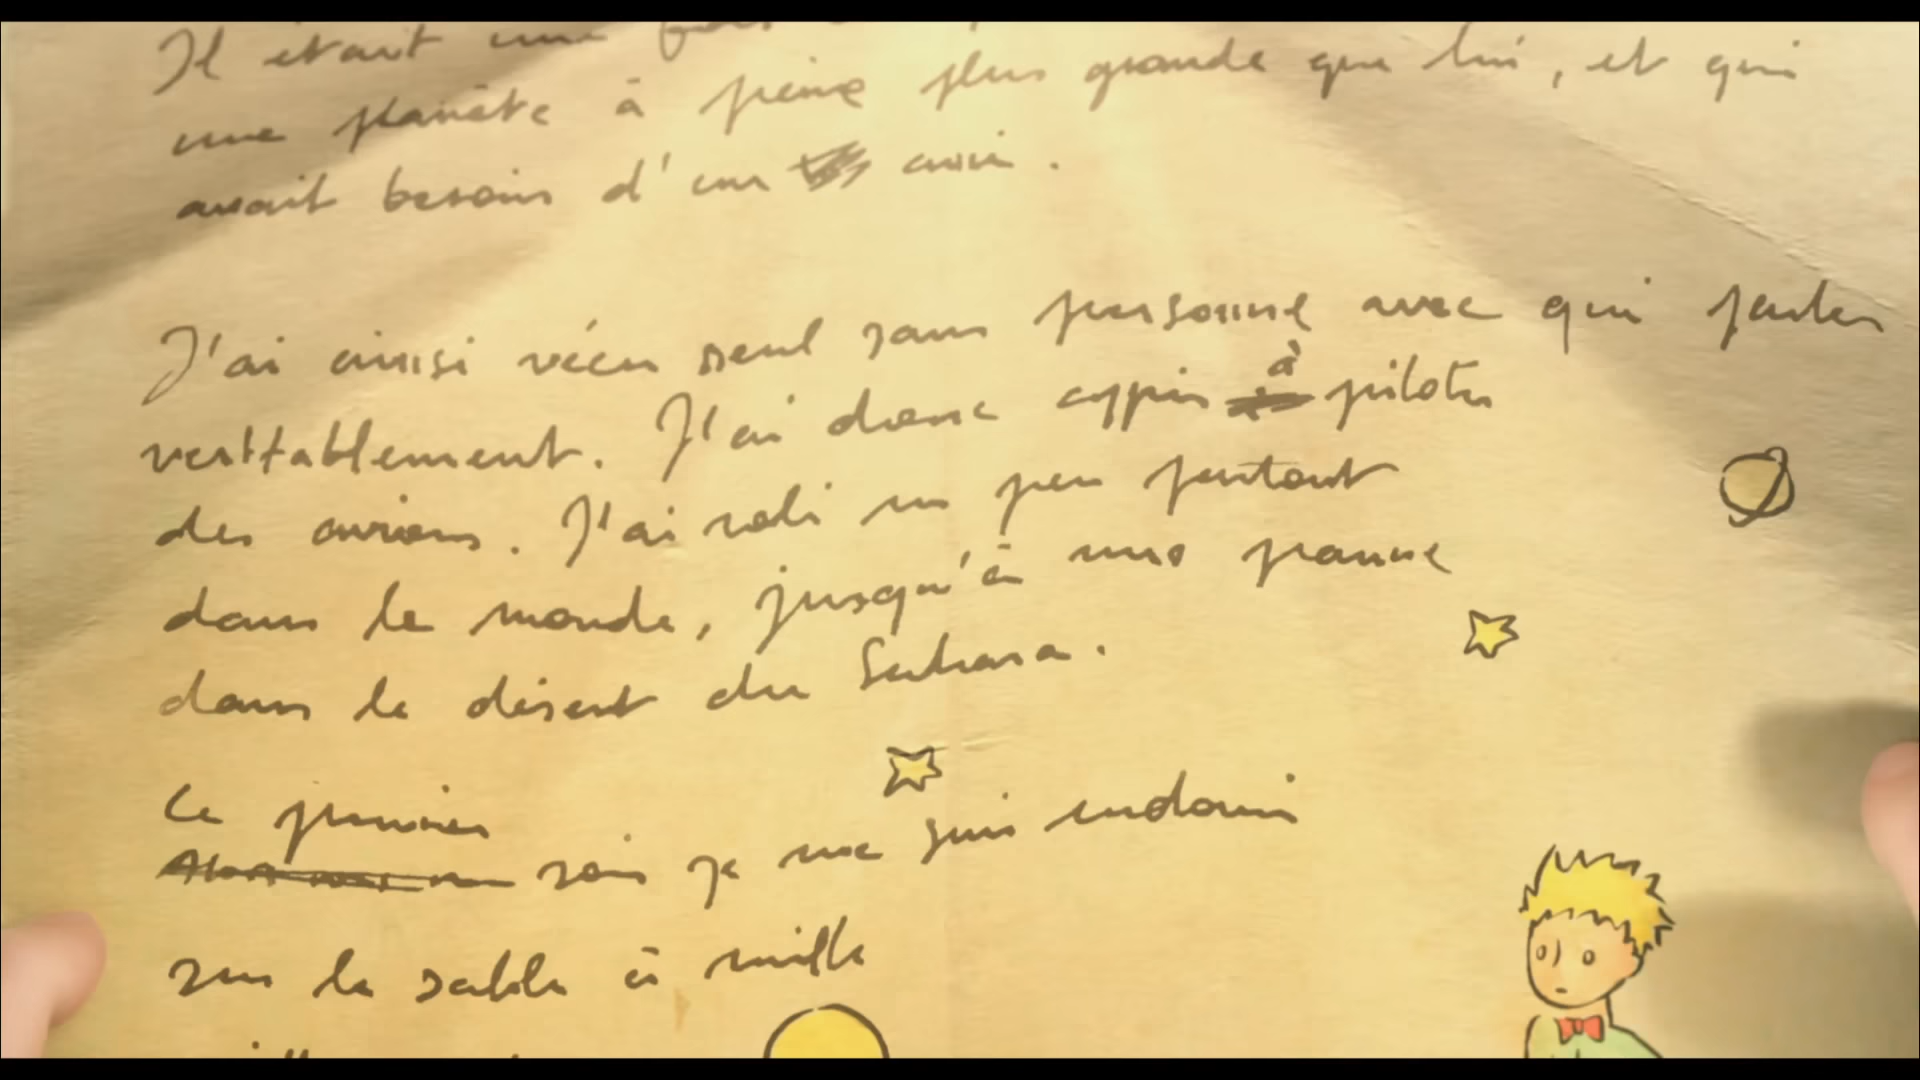 Il était une fois
une planète à peine plus grande que lui, et qui
avait besoin d'un ami.
J'ai ainsi vécu seul sans personne avec qui parler
veritablement. J'ai donc appris à piloter
des avions. J'ai volé un peu partout
dans le monde, jusqu'à une panne
dans le désert du Sahara.
Le premier
soir je me suis endormi
sur le sable à mille